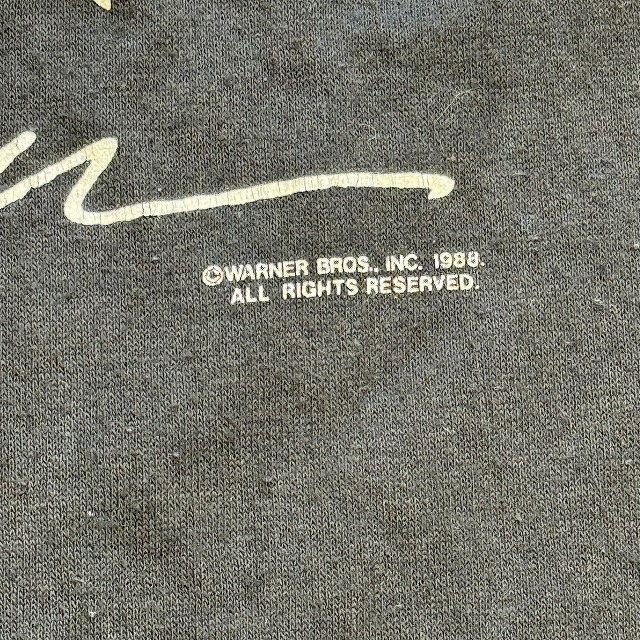 ©WARNER BROS., INC. 1988.
ALL RIGHTS RESERVED.